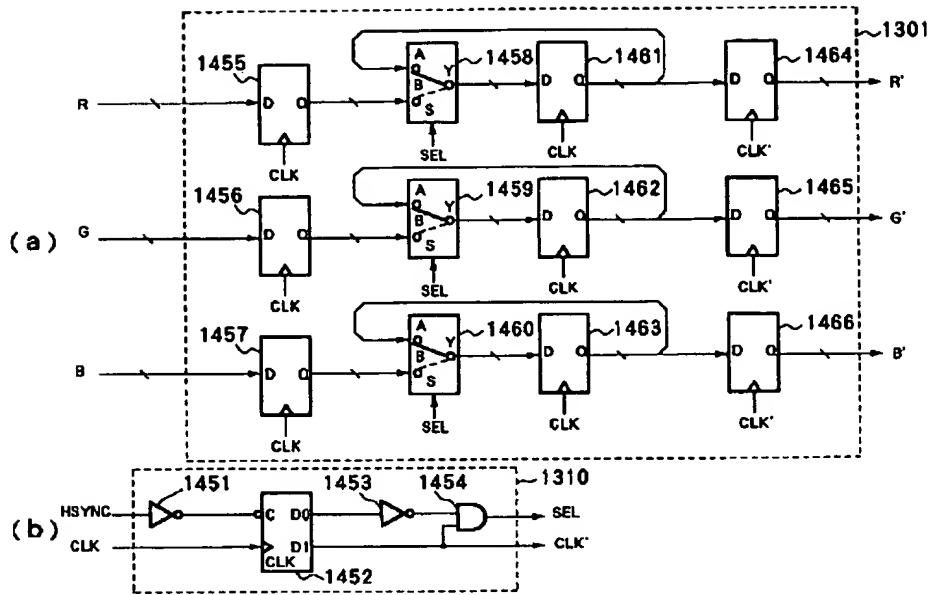 1301
1455 1458 1461 1464
R D Q A B Y S D Q D Q R'
CLK SEL CLK CLK'
1456 1459 1462 1465
(a) G D Q A B Y S D Q D Q G'
CLK SEL CLK CLK'
1457 1460 1463 1466
B D Q A B Y S D Q D Q B'
CLK SEL CLK CLK'
1451 1453 1454 1310
(b) HSYNC C D0 SEL
CLK CLK D1 CLK'
1452